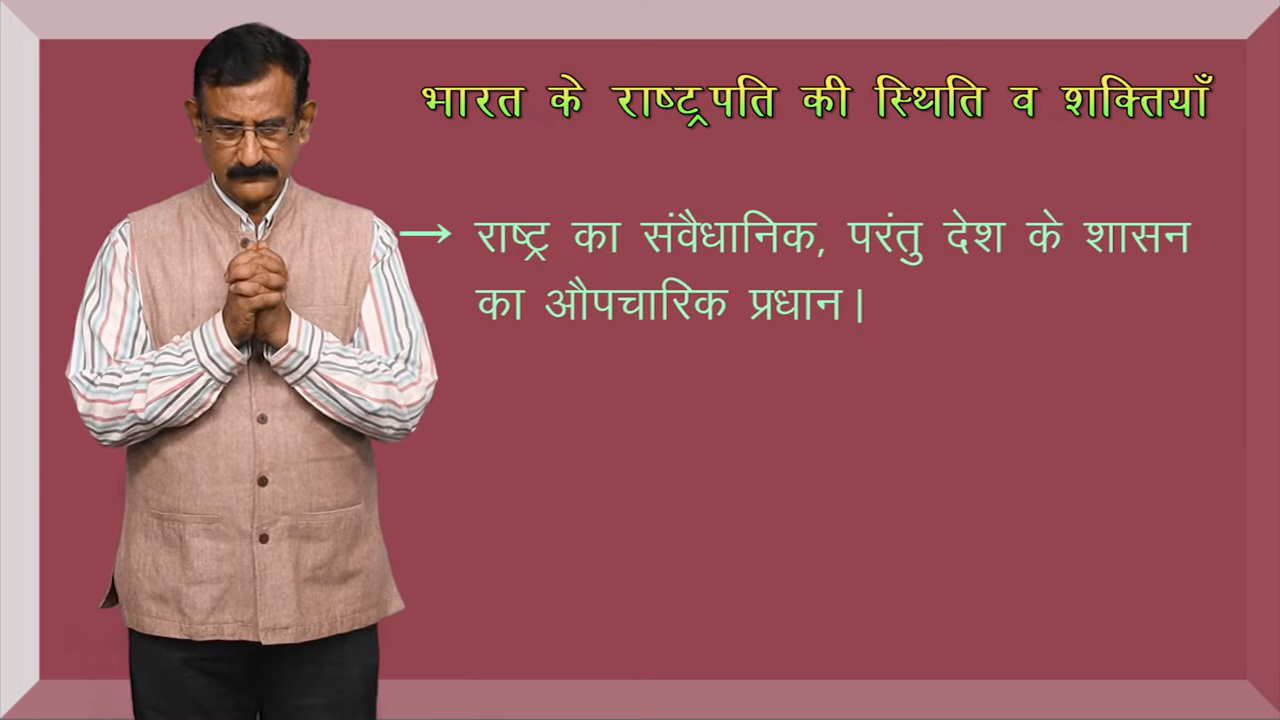 भारत के राष्ट्रपति की स्थिति व शक्तियाँ
→ राष्ट्र का संवैधानिक, परंतु देश के शासन
का औपचारिक प्रधान।